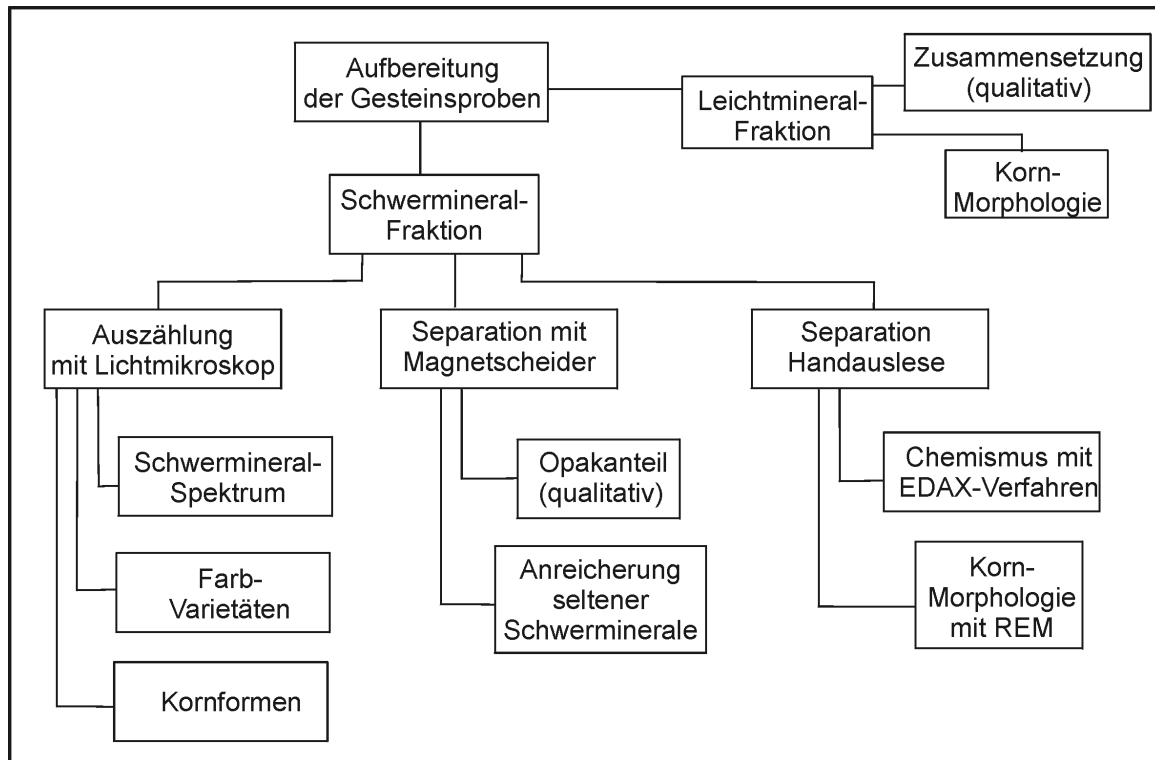 Aufbereitung
der Gesteinsproben
Leichtmineral-
Fraktion
Zusammensetzung
(qualitativ)
Korn-
Morphologie
Schwermineral-
Fraktion
Auszählung
mit Lichtmikroskop
Schwermineral-
Spektrum
Farb-
Varietäten
Kornformen
Separation mit
Magnetscheider
Opakanteil
(qualitativ)
Anreicherung
seltener
Schwerminerale
Separation
Handauslese
Chemismus mit
EDAX-Verfahren
Korn-
Morphologie
mit REM